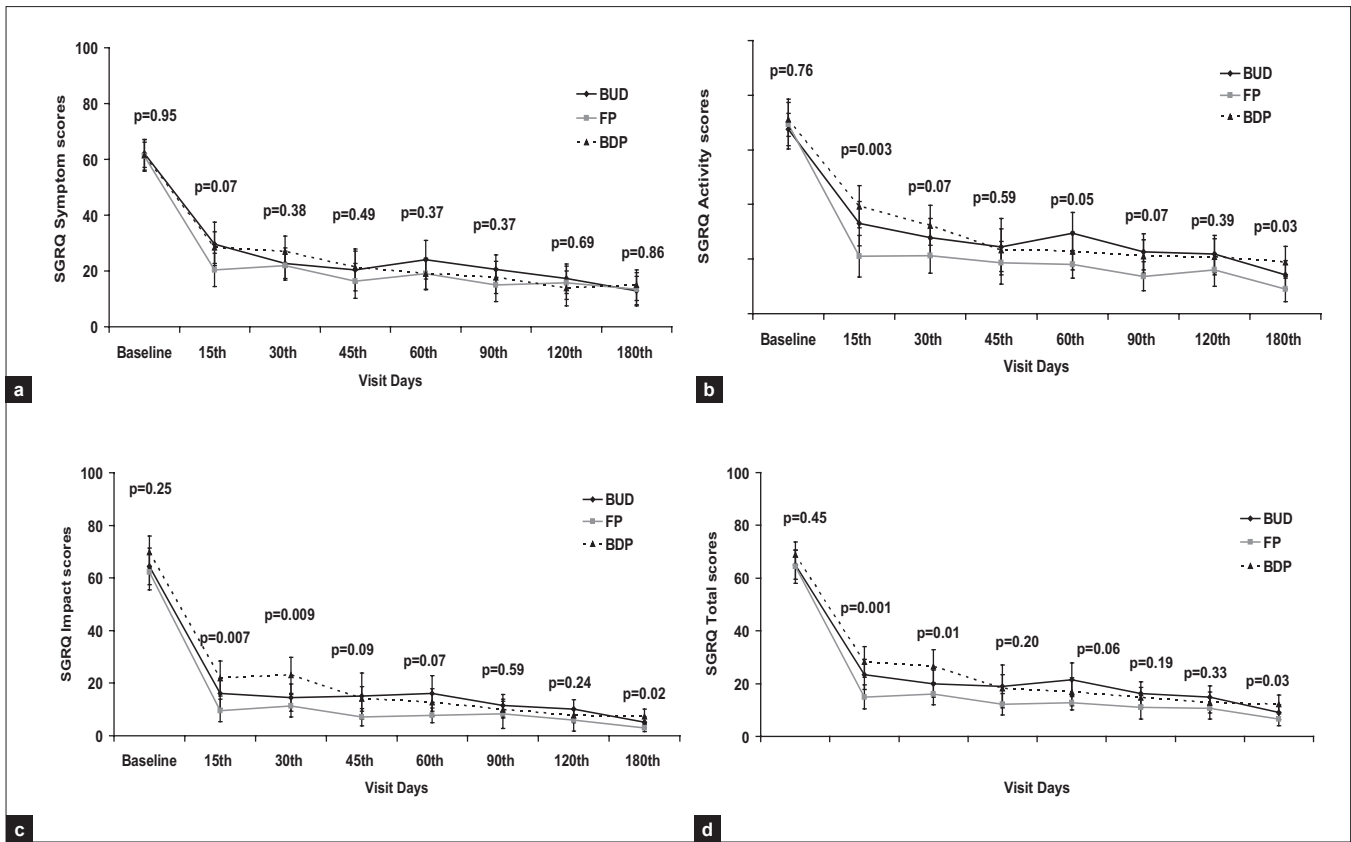 SGRQ Symptom scores
100
80
60
40
20
0
p=0.95
p=0.07
p=0.38
p=0.49
p=0.37
p=0.37
p=0.69
p=0.86
BUD
FP
BDP
Baseline 15th 30th 45th 60th 90th 120th 180th
Visit Days
a
SGRQ Activity scores
p=0.76
p=0.003
p=0.07
p=0.59
p=0.05
p=0.07
p=0.39
p=0.03
BUD
FP
BDP
Baseline 15th 30th 45th 60th 90th 120th 180th
Visit Days
b
SGRQ Impact scores
100
80
60
40
20
0
p=0.25
p=0.007
p=0.009
p=0.09
p=0.07
p=0.59
p=0.24
p=0.02
BUD
FP
BDP
Baseline 15th 30th 45th 60th 90th 120th 180th
Visit Days
c
SGRQ Total scores
100
80
60
40
20
0
p=0.45
p=0.001
p=0.01
p=0.20
p=0.06
p=0.19
p=0.33
p=0.03
BUD
FP
BDP
Visit Days
d